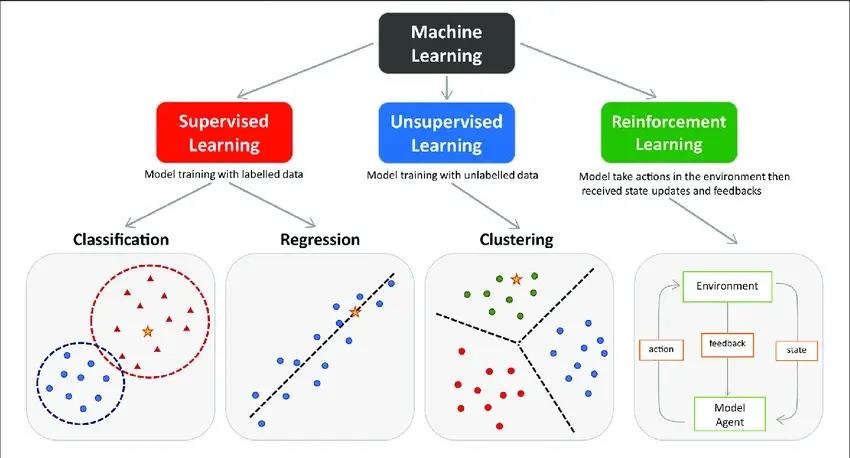 Machine
Learning
Supervised
Learning
Unsupervised
Learning
Reinforcement
Learning
Model training with labelled data
Model training with unlabelled data
Model take actions in the environment then
received state updates and feedbacks
Classification
Regression
Clustering
Environment
action
feedback
state
Model
Agent